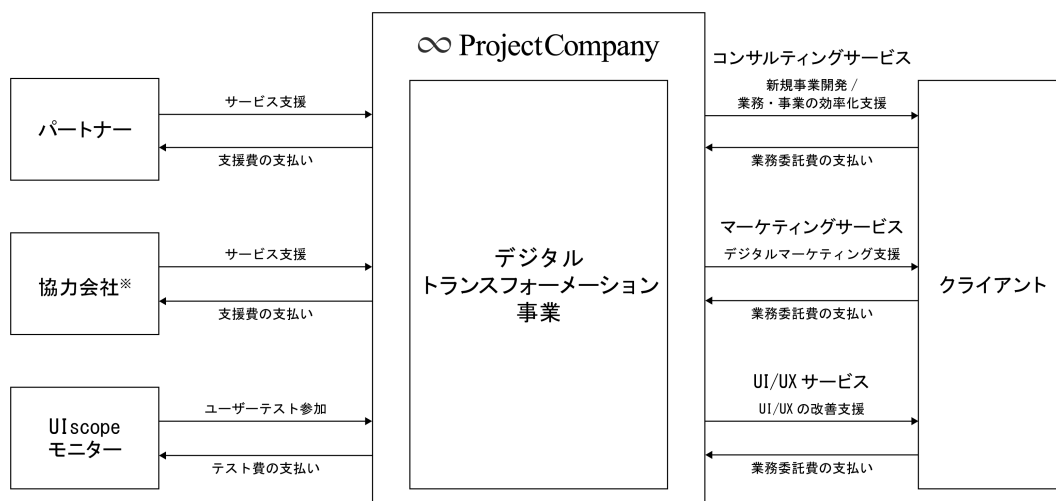 ∞ ProjectCompany
パートナー
サービス支援
支援費の支払い
協力会社※
サービス支援
支援費の支払い
UIscope
モニター
ユーザーテスト参加
テスト費の支払い
デジタル
トランスフォーメーション
事業
コンサルティングサービス
新規事業開発 /
業務・事業の効率化支援
業務委託費の支払い
マーケティングサービス
デジタルマーケティング支援
業務委託費の支払い
UI/UX サービス
UI/UX の改善支援
業務委託費の支払い
クライアント